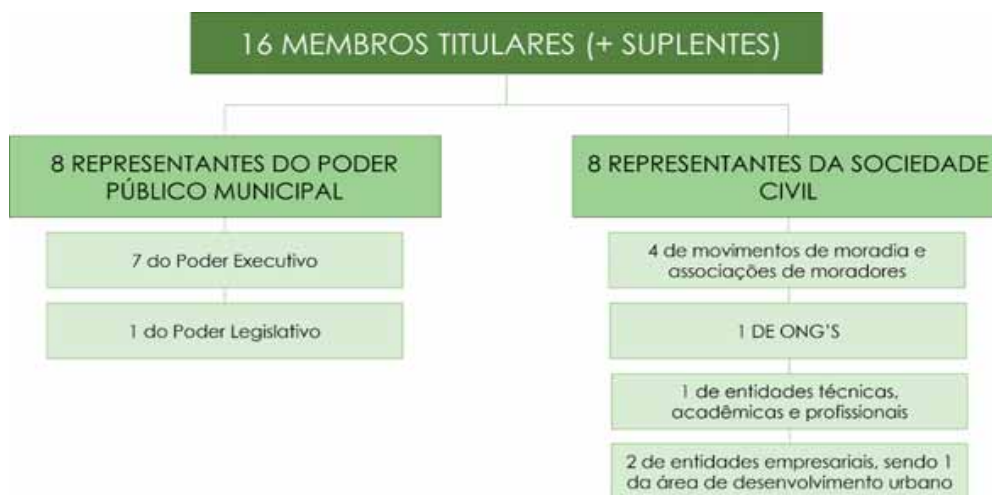 16 MEMBROS TITULARES (+ SUPLENTES)
8 REPRESENTANTES DO PODER
PÚBLICO MUNICIPAL
7 do Poder Executivo
1 do Poder Legislativo
8 REPRESENTANTES DA SOCIEDADE
CIVIL
4 de movimentos de moradia e
associações de moradores
1 DE ONG'S
1 de entidades técnicas,
acadêmicas e profissionais
2 de entidades empresariais, sendo 1
da área de desenvolvimento urbano